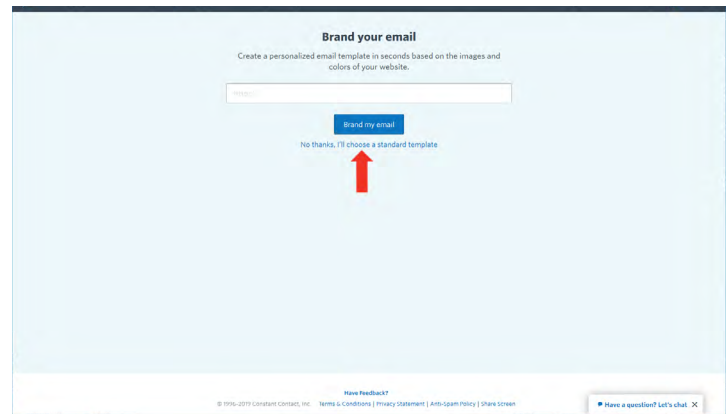 Brand your email
Create a personalized email template in seconds based on the images and
colors of your website.
Brand my email
No thanks, I'll choose a standard template
Have Feedback?
© 1996-2019 Constant Contact, Inc. Terms & Conditions | Privacy Statement | Anti-Spam Policy | Share Screen
Have a question? Let's chat